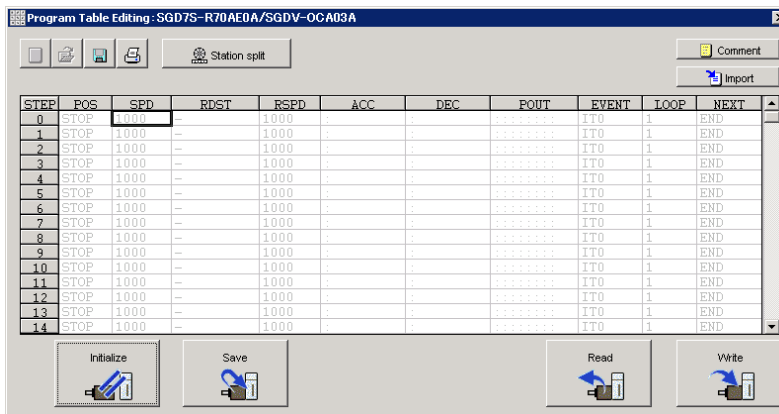 Program Table Editing:SGD7S-R70AE0A/SGDV-OCA03A
Station split
Comment
Import
STEP POS SPD RDST RSPD ACC DEC POUT EVENT LOOP NEXT
0 STOP 1000 — 1000 : : : : : : : : : IT0 1 END
1 STOP 1000 — 1000 : : : : : : : : : IT0 1 END
2 STOP 1000 — 1000 : : : : : : : : : IT0 1 END
3 STOP 1000 — 1000 : : : : : : : : : IT0 1 END
4 STOP 1000 — 1000 : : : : : : : : : IT0 1 END
5 STOP 1000 — 1000 : : : : : : : : : IT0 1 END
6 STOP 1000 — 1000 : : : : : : : : : IT0 1 END
7 STOP 1000 — 1000 : : : : : : : : : IT0 1 END
8 STOP 1000 — 1000 : : : : : : : : : IT0 1 END
9 STOP 1000 — 1000 : : : : : : : : : IT0 1 END
10 STOP 1000 — 1000 : : : : : : : : : IT0 1 END
11 STOP 1000 — 1000 : : : : : : : : : IT0 1 END
12 STOP 1000 — 1000 : : : : : : : : : IT0 1 END
13 STOP 1000 — 1000 : : : : : : : : : IT0 1 END
14 STOP 1000 — 1000 : : : : : : : : : IT0 1 END
Initialize Save Read Write